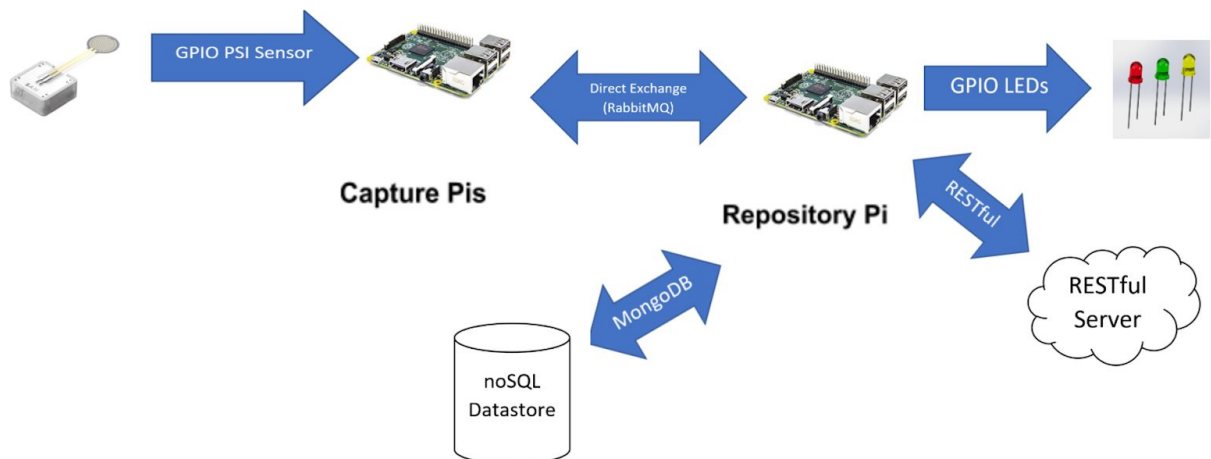 GPIO PSI Sensor
Direct Exchange
(RabbitMQ)
GPIO LEDs
Capture Pis
Repository Pi
RESTful
MongoDB
RESTful
Server
noSQL
Datastore